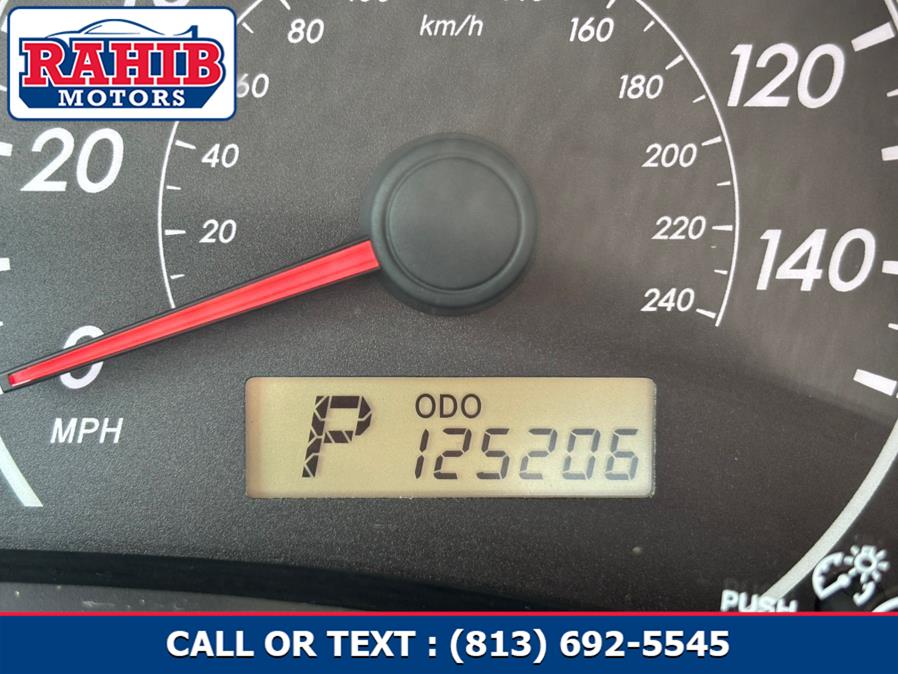 RAHIB
MOTORS
80
km/h
160
60
180
120
20
40
200
20
220
140
240
0
MPH
ODO
P
125206
PUSH
CALL OR TEXT : (813) 692-5545